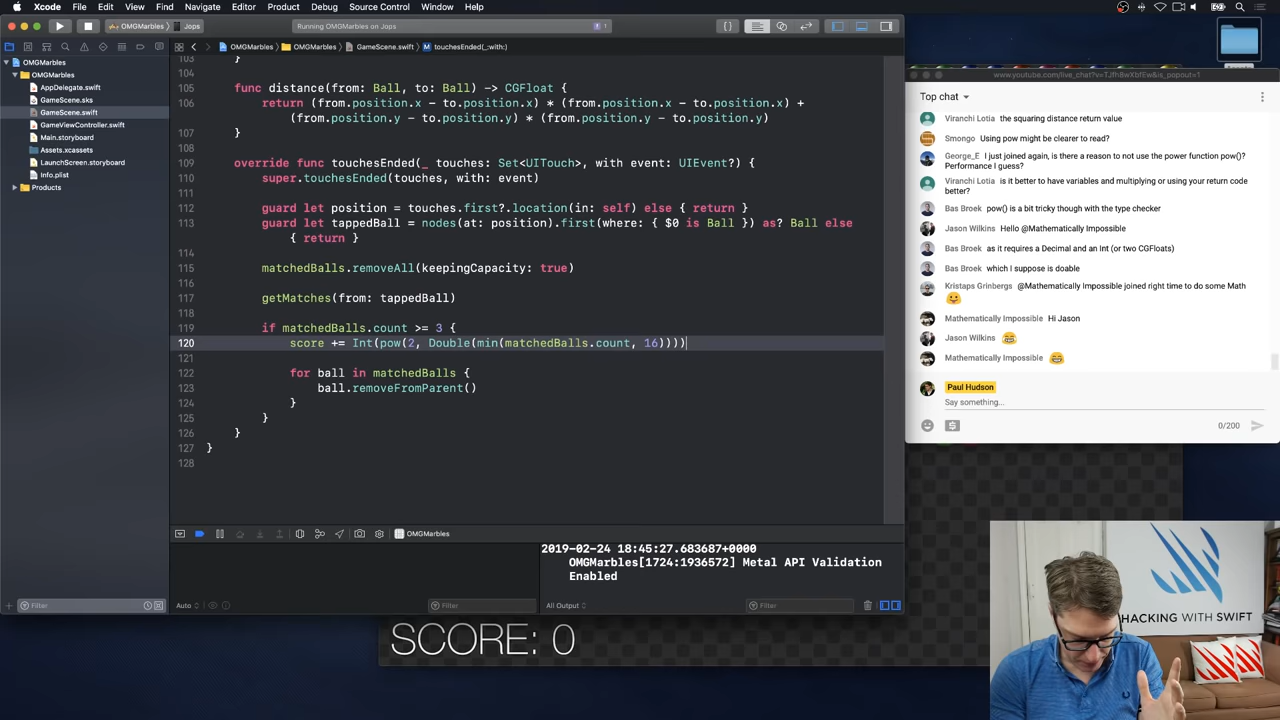 Xcode File Edit View Find Navigate Editor Product Debug Source Control Window Help
OMGMarbles Jops Running OMGMarbles on Jops 1
OMGMarbles OMGMarbles GameScene.swift M touchesEnded(_:with:)
OMGMarbles
OMGMarbles
AppDelegate.swift
GameScene.sks
GameScene.swift
GameViewController.swift
Main.storyboard
Assets.xcassets
LaunchScreen.storyboard
Info.plist
Products
103 }
104
105 func distance(from: Ball, to: Ball) -> CGFloat {
106 return (from.position.x - to.position.x) * (from.position.x - to.position.x) +
(from.position.y - to.position.y) * (from.position.y - to.position.y)
107 }
108
109 override func touchesEnded(_ touches: Set<UITouch>, with event: UIEvent?) {
110 super.touchesEnded(touches, with: event)
111
112 guard let position = touches.first?.location(in: self) else { return }
113 guard let tappedBall = nodes(at: position).first(where: { $0 is Ball }) as? Ball else
{ return }
114
115 matchedBalls.removeAll(keepingCapacity: true)
116
117 getMatches(from: tappedBall)
118
119 if matchedBalls.count >= 3 {
120 score += Int(pow(2, Double(min(matchedBalls.count, 16))))
121
122 for ball in matchedBalls {
123 ball.removeFromParent()
124 }
125 }
126 }
127 }
128
OMGMarbles
2019-02-24 18:45:27.683687+0000
OMGMarbles[1724:1936572] Metal API Validation
Enabled
Filter
Auto
Filter
All Output
Filter
SCORE: 0
www.youtube.com/live_chat?v=TJfh8wXbfEw&is_popout=1
Top chat
Viranchi Lotia the squaring distance return value
Smongo Using pow might be clearer to read?
George_E I just joined again, is there a reason to not use the power function pow()?
Performance I guess?
Viranchi Lotia is it better to have variables and multiplying or using your return code
better?
Bas Broek pow() is a bit tricky though with the type checker
Jason Wilkins Hello @Mathematically Impossible
Bas Broek as it requires a Decimal and an Int (or two CGFloats)
Bas Broek which I suppose is doable
Kristaps Grinbergs @Mathematically Impossible joined right time to do some Math
Mathematically Impossible Hi Jason
Jason Wilkins
Mathematically Impossible
Paul Hudson
Say something...
0/200
HACKING WITH SWIFT